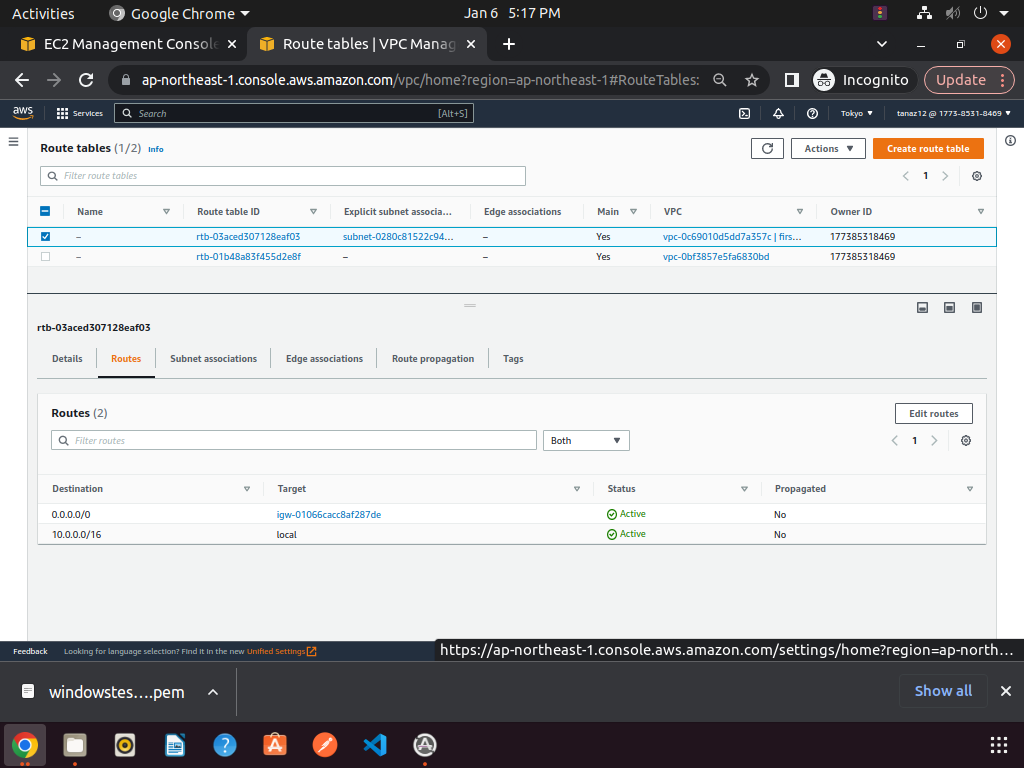 Activities
Google Chrome
Jan 6 5:17 PM
EC2 Management Console
Route tables | VPC Manag
ap-northeast-1.console.aws.amazon.com/vpc/home?region=ap-northeast-1#RouteTables:
Incognito
Update
aws
Services
Search
[Alt+S]
Tokyo
tanaz12 @ 1773-8531-8469
Route tables (1/2) Info
Actions
Create route table
Filter route tables
1
Name
Route table ID
Explicit subnet associa...
Edge associations
Main
VPC
Owner ID
– rtb-03aced307128eaf03 subnet-0280c81522c94... – Yes vpc-0c69010d5dd7a357c | firs... 177385318469
– rtb-01b48a83f455d2e8f – – Yes vpc-0bf3857e5fa6830bd 177385318469
rtb-03aced307128eaf03
Details
Routes
Subnet associations
Edge associations
Route propagation
Tags
Routes (2)
Edit routes
Filter routes
Both
1
Destination
Target
Status
Propagated
0.0.0.0/0 igw-01066cacc8af287de Active No
10.0.0.0/16 local Active No
Feedback
Looking for language selection? Find it in the new Unified Settings
https://ap-northeast-1.console.aws.amazon.com/settings/home?region=ap-north...
windowstes....pem
Show all